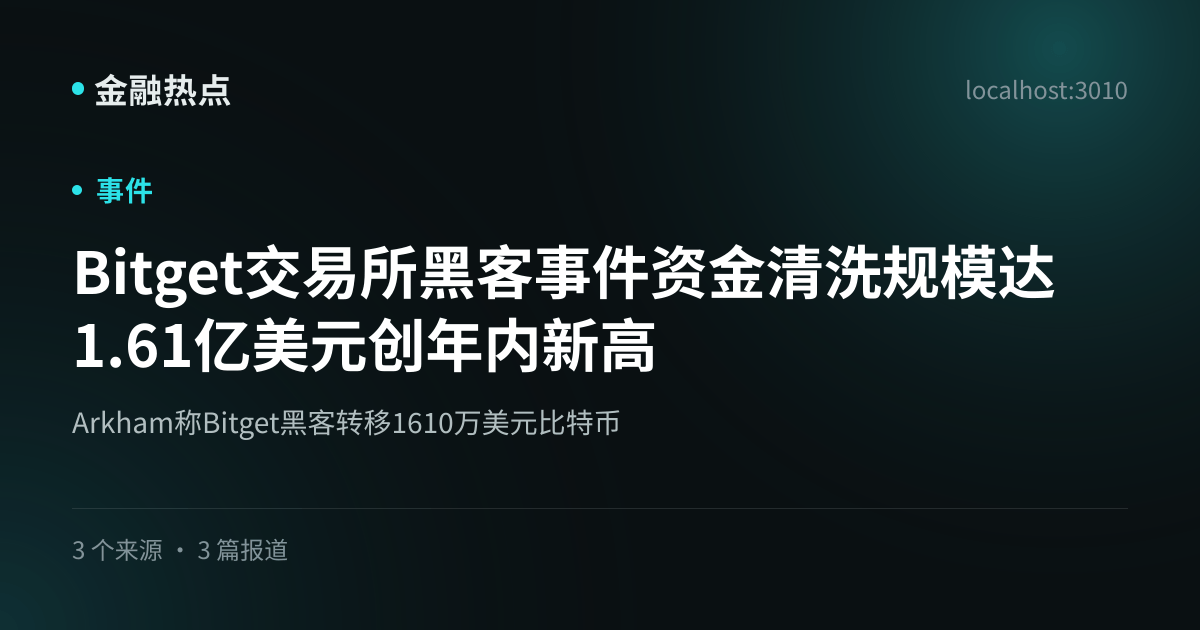 金融热点
localhost:3010
事件
Bitget交易所黑客事件资金清洗规模达
1.61亿美元创年内新高
Arkham称Bitget黑客转移1610万美元比特币
3 个来源 · 3 篇报道